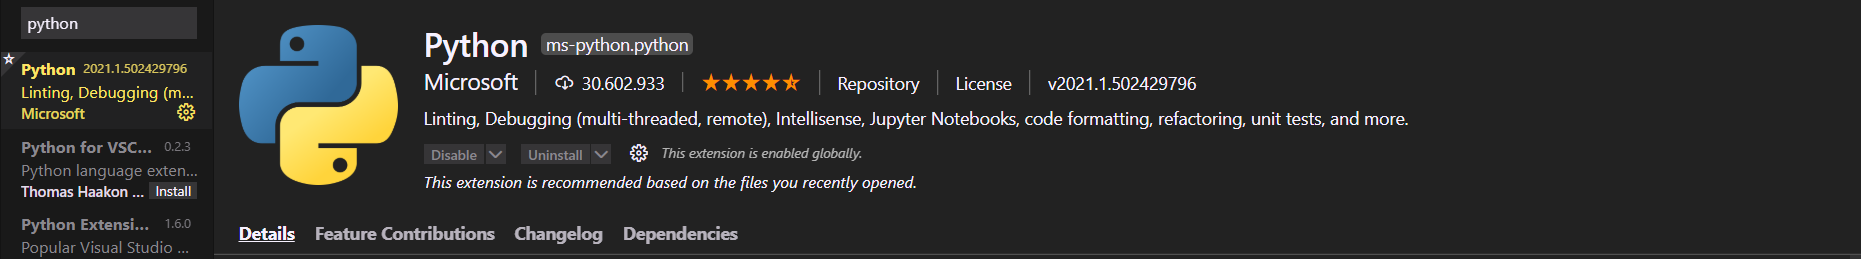 python
Python 2021.1.502429796
Linting, Debugging (m...
Microsoft
Python for VSC... 0.2.3
Python language exten...
Thomas Haakon ... Install
Python Extensi... 1.6.0
Popular Visual Studio ...
Python ms-python.python
Microsoft 30.602.933 Repository License v2021.1.502429796
Linting, Debugging (multi-threaded, remote), Intellisense, Jupyter Notebooks, code formatting, refactoring, unit tests, and more.
Disable Uninstall This extension is enabled globally.
This extension is recommended based on the files you recently opened.
Details Feature Contributions Changelog Dependencies